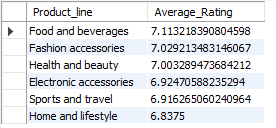 Product_line Average_Rating
Food and beverages 7.113218390804598
Fashion accessories 7.029213483146067
Health and beauty 7.003289473684212
Electronic accessories 6.92470588235294
Sports and travel 6.916265060240964
Home and lifestyle 6.8375